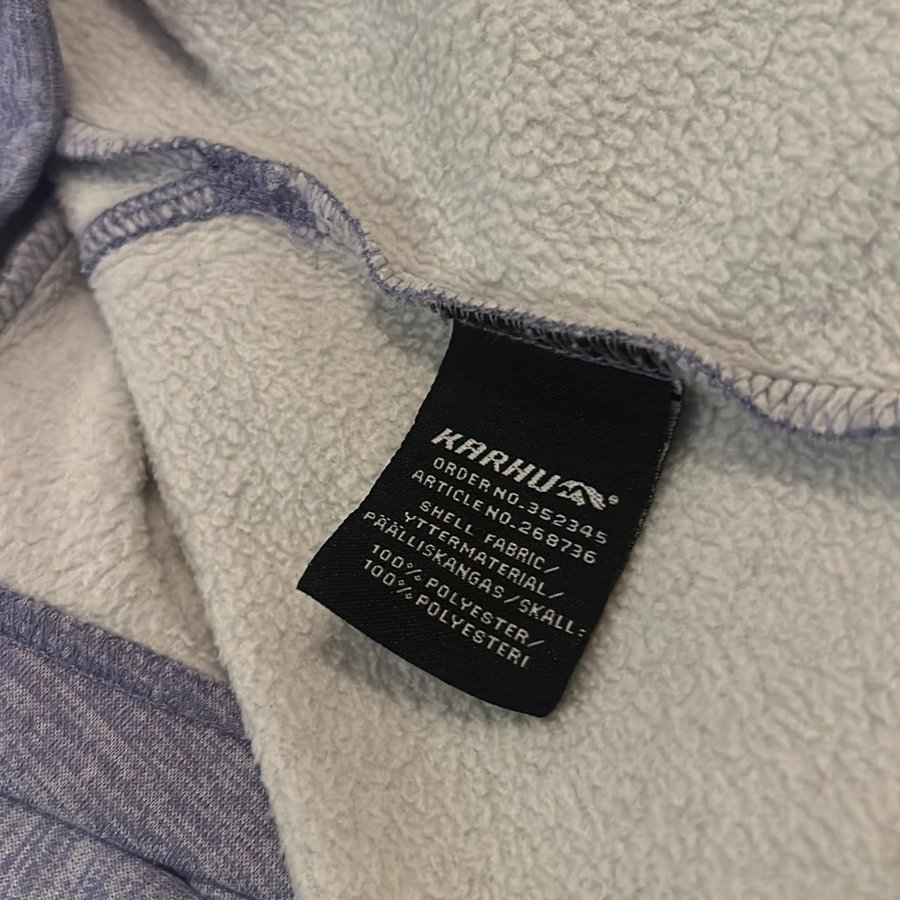 KARHU
ORDER NO. 352345
ARTICLE NO. 268736
SHELL FABRIC/
YTTERMATERIAL/
PÄÄLLISKANGAS/SKALL:
100% POLYESTER/
100% POLYESTERI